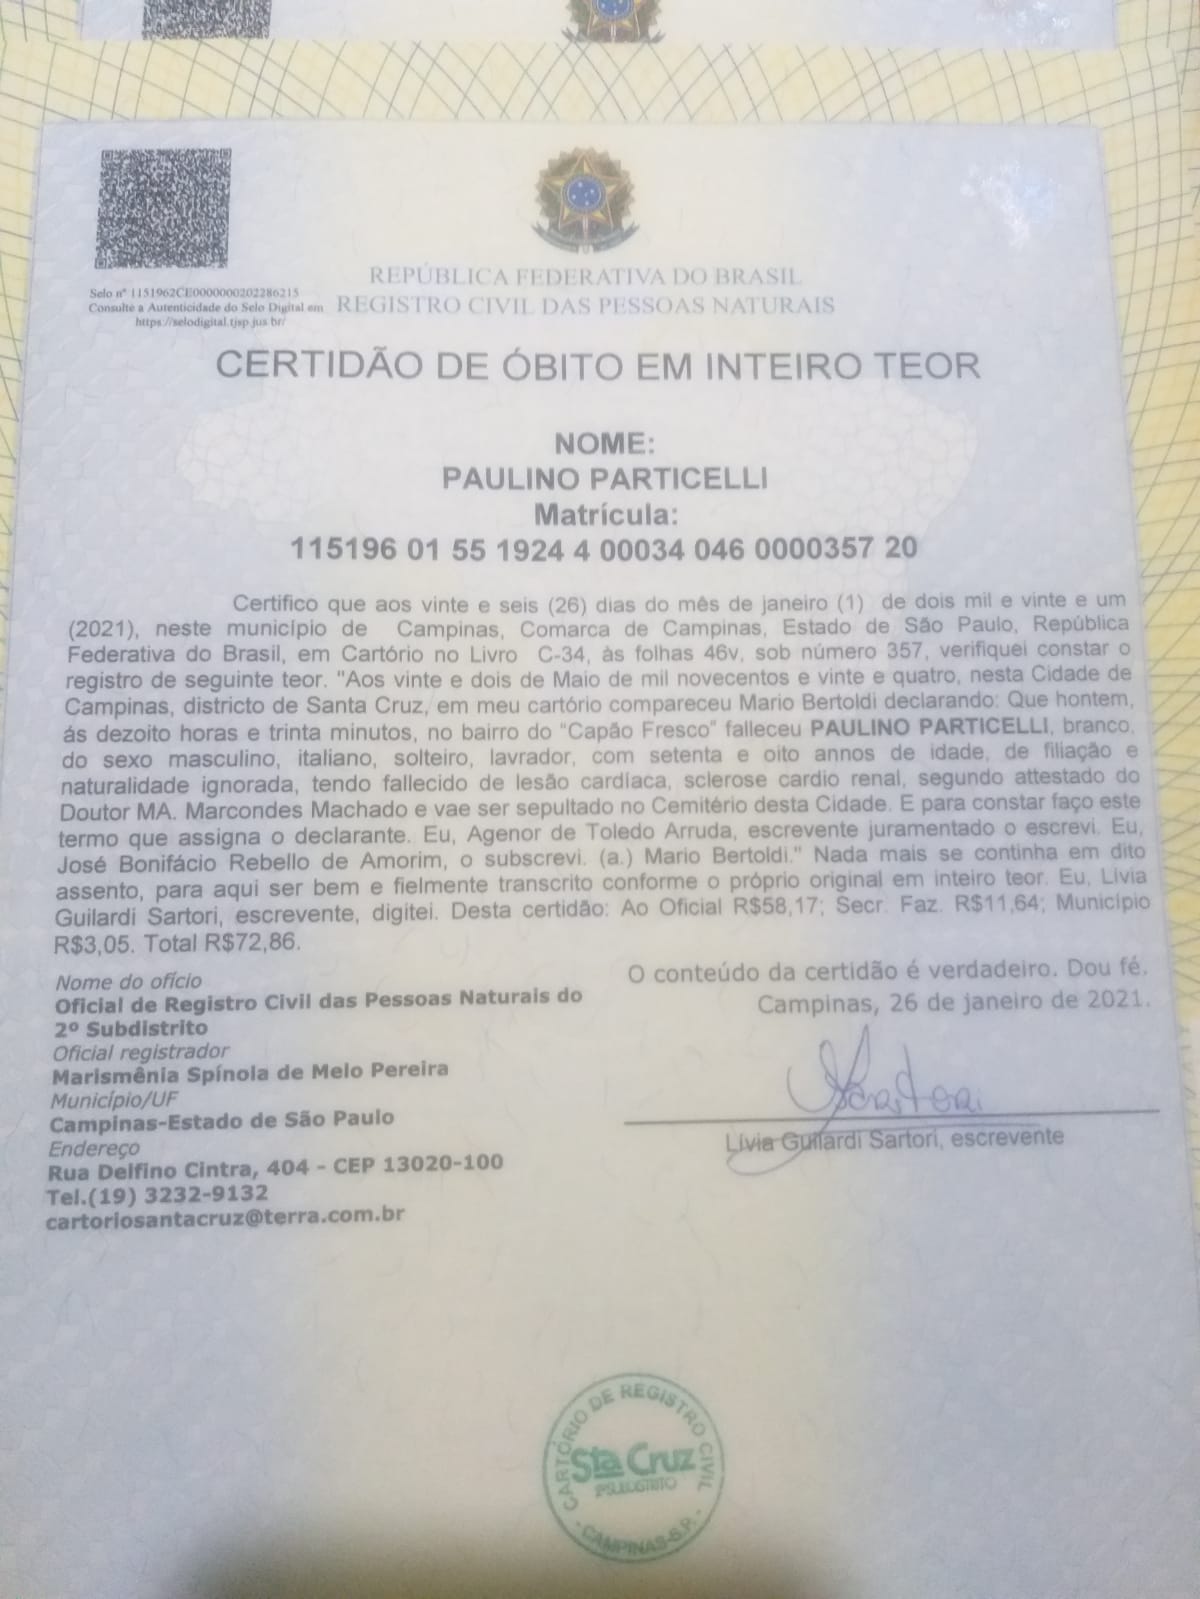 Selo nº 1151962CE0000000202286215
Consulte a Autenticidade do Selo Digital em
https://selodigital.tjsp.jus.br/
REPÚBLICA FEDERATIVA DO BRASIL
REGISTRO CIVIL DAS PESSOAS NATURAIS
CERTIDÃO DE ÓBITO EM INTEIRO TEOR
NOME:
PAULINO PARTICELLI
Matrícula:
115196 01 55 1924 4 00034 046 0000357 20
Certifico que aos vinte e seis (26) dias do mês de janeiro (1) de dois mil e vinte e um
(2021), neste município de Campinas, Comarca de Campinas, Estado de São Paulo, República
Federativa do Brasil, em Cartório no Livro C-34, às folhas 46v, sob número 357, verifiquei constar o
registro de seguinte teor. "Aos vinte e dois de Maio de mil novecentos e vinte e quatro, nesta Cidade de
Campinas, districto de Santa Cruz, em meu cartório compareceu Mario Bertoldi declarando: Que hontem,
ás dezoito horas e trinta minutos, no bairro do "Capão Fresco" falleceu PAULINO PARTICELLI, branco,
do sexo masculino, italiano, solteiro, lavrador, com setenta e oito annos de idade, de filiação e
naturalidade ignorada, tendo fallecido de lesão cardíaca, sclerose cardio renal, segundo attestado do
Doutor MA. Marcondes Machado e vae ser sepultado no Cemitério desta Cidade. E para constar faço este
termo que assigna o declarante. Eu, Agenor de Toledo Arruda, escrevente juramentado o escrevi. Eu,
José Bonifácio Rebello de Amorim, o subscrevi. (a.) Mario Bertoldi." Nada mais se continha em dito
assento, para aqui ser bem e fielmente transcrito conforme o próprio original em inteiro teor. Eu, Lívia
Guilardi Sartori, escrevente, digitei. Desta certidão: Ao Oficial R$58,17; Secr. Faz. R$11,64; Município
R$3,05. Total R$72,86.
Nome do ofício
Oficial de Registro Civil das Pessoas Naturais do
2º Subdistrito
Oficial registrador
Marismênia Spínola de Melo Pereira
Município/UF
Campinas-Estado de São Paulo
Endereço
Rua Delfino Cintra, 404 - CEP 13020-100
Tel.(19) 3232-9132
cartoriosantacruz@terra.com.br
O conteúdo da certidão é verdadeiro. Dou fé.
Campinas, 26 de janeiro de 2021.
Sartori
Lívia Guilardi Sartori, escrevente
CARTÓRIO DE REGISTRO CIVIL
Sta Cruz
CAMPINAS-S.P.